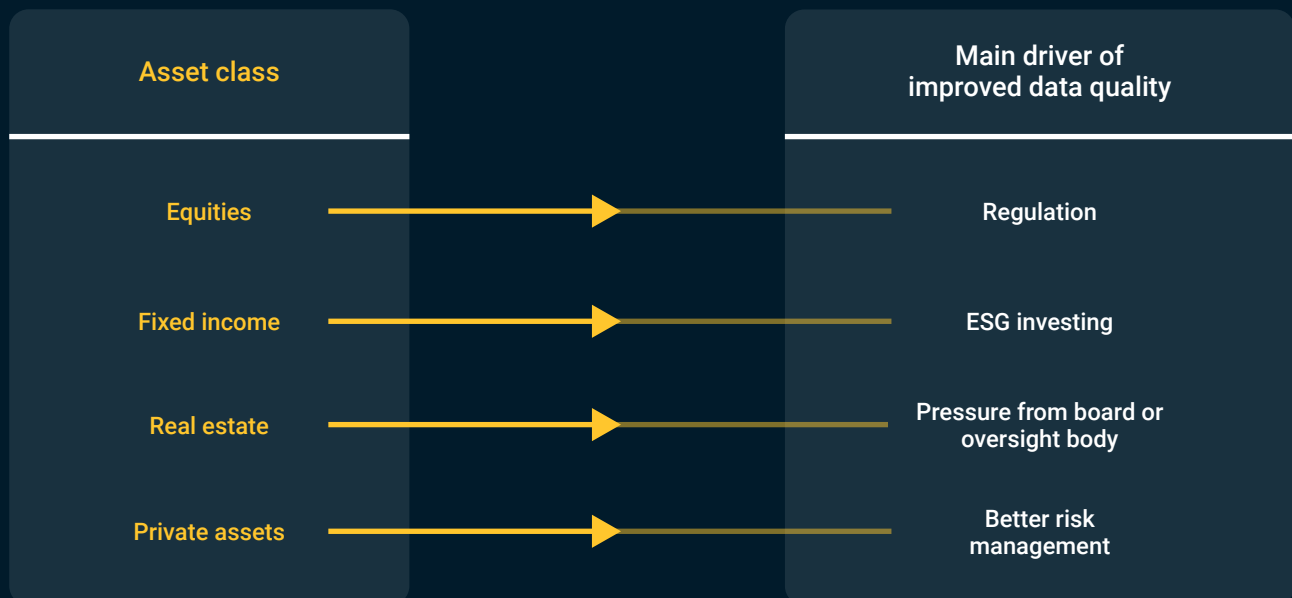 Asset class
Main driver of
improved data quality
Equities
Regulation
Fixed income
ESG investing
Real estate
Pressure from board or
oversight body
Private assets
Better risk
management